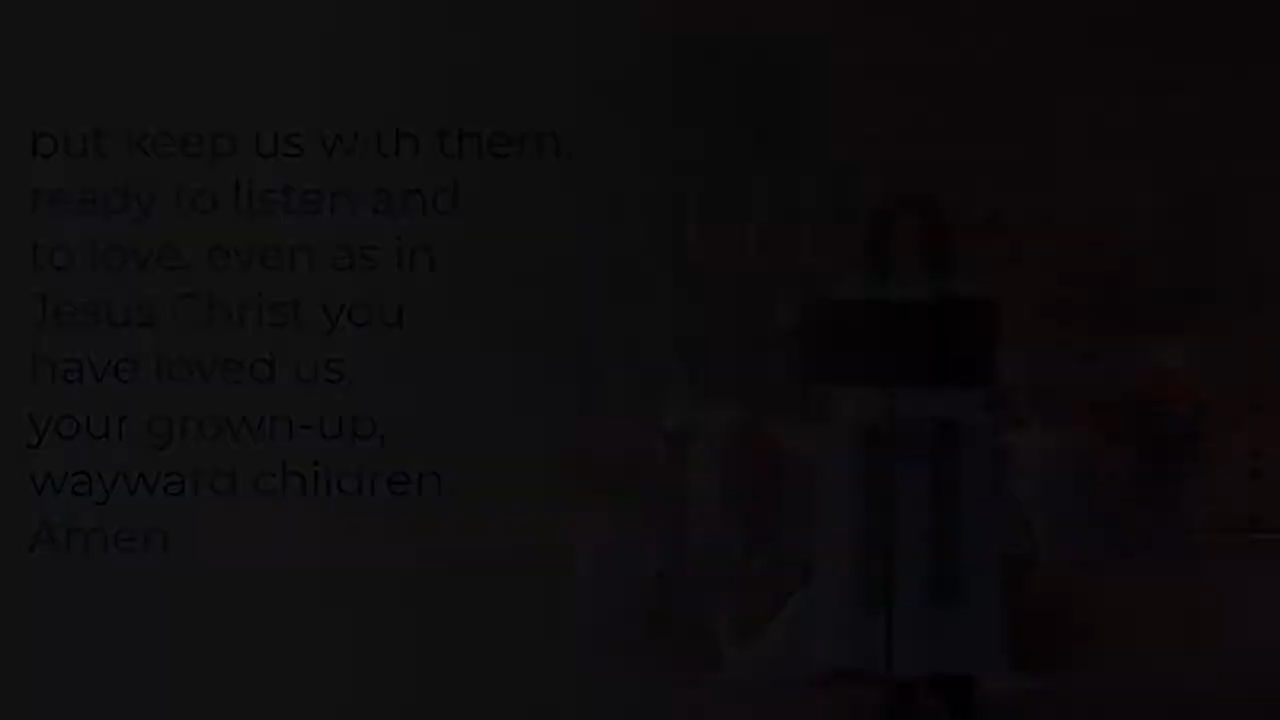 but keep us with them,
ready to listen and
to love, even as in
Jesus Christ you
have loved us
your grown-up,
wayward children
Amen